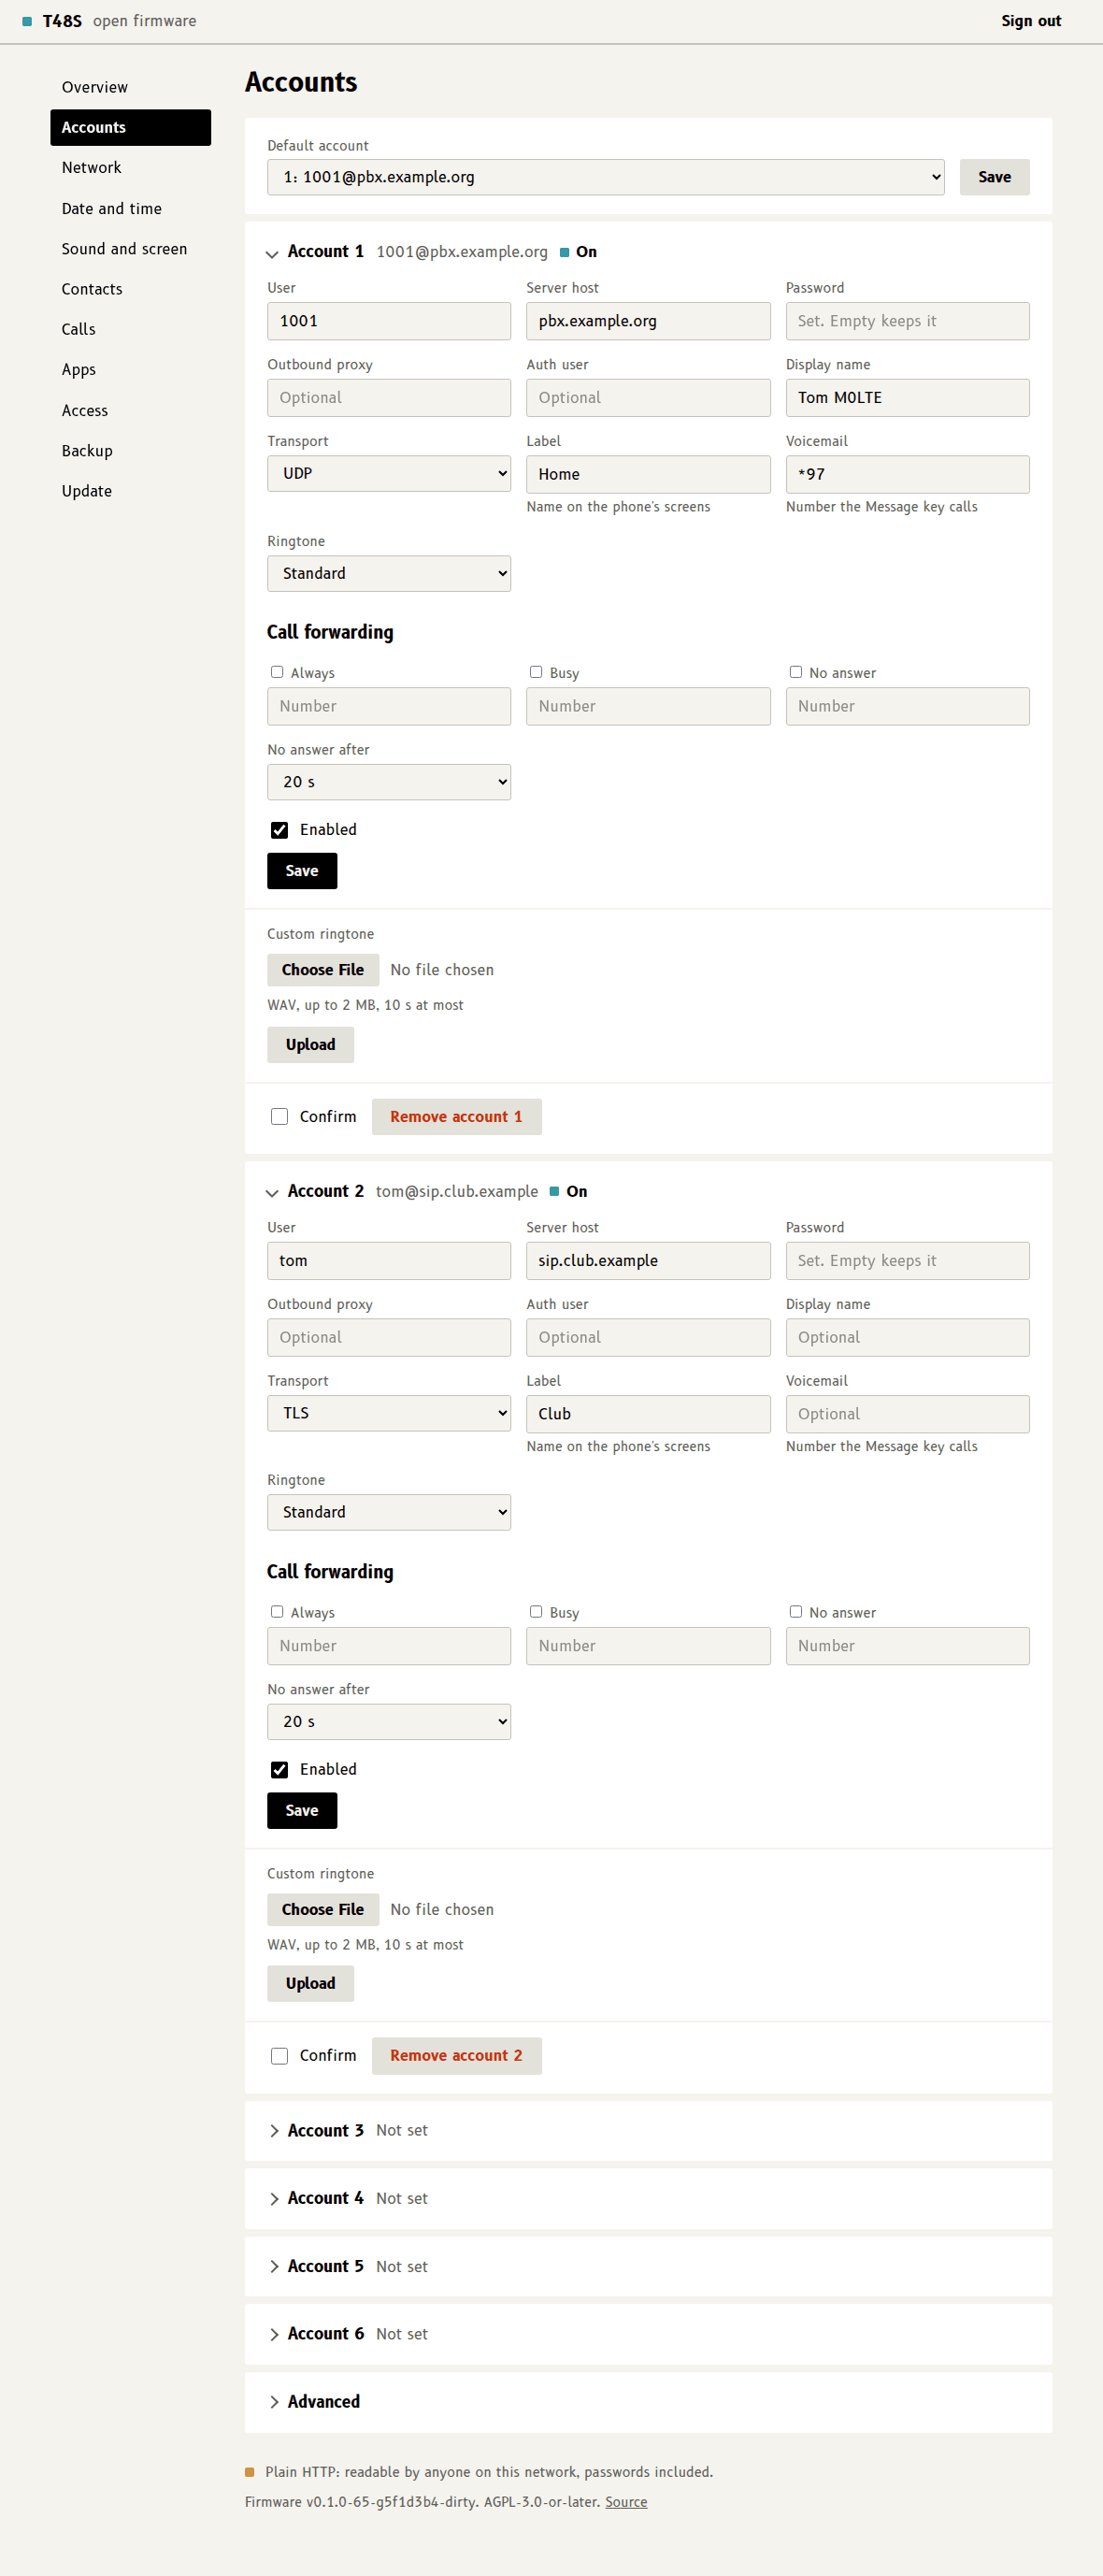 T48S open firmware Sign out
Overview
Accounts
Network
Date and time
Sound and screen
Contacts
Calls
Apps
Access
Backup
Update
Accounts
Default account
1: 1001@pbx.example.org Save
Account 1 1001@pbx.example.org On
User Server host Password
1001 pbx.example.org Set. Empty keeps it
Outbound proxy Auth user Display name
Optional Optional Tom M0LTE
Transport Label Voicemail
UDP Home *97
Name on the phone's screens Number the Message key calls
Ringtone
Standard
Call forwarding
Always Busy No answer
Number Number Number
No answer after
20 s
Enabled
Save
Custom ringtone
Choose File No file chosen
WAV, up to 2 MB, 10 s at most
Upload
Confirm Remove account 1
Account 2 tom@sip.club.example On
User Server host Password
tom sip.club.example Set. Empty keeps it
Outbound proxy Auth user Display name
Optional Optional Optional
Transport Label Voicemail
TLS Club Optional
Name on the phone's screens Number the Message key calls
Ringtone
Standard
Call forwarding
Always Busy No answer
Number Number Number
No answer after
20 s
Enabled
Save
Custom ringtone
Choose File No file chosen
WAV, up to 2 MB, 10 s at most
Upload
Confirm Remove account 2
Account 3 Not set
Account 4 Not set
Account 5 Not set
Account 6 Not set
Advanced
Plain HTTP: readable by anyone on this network, passwords included.
Firmware v0.1.0-65-g5f1d3b4-dirty. AGPL-3.0-or-later. Source